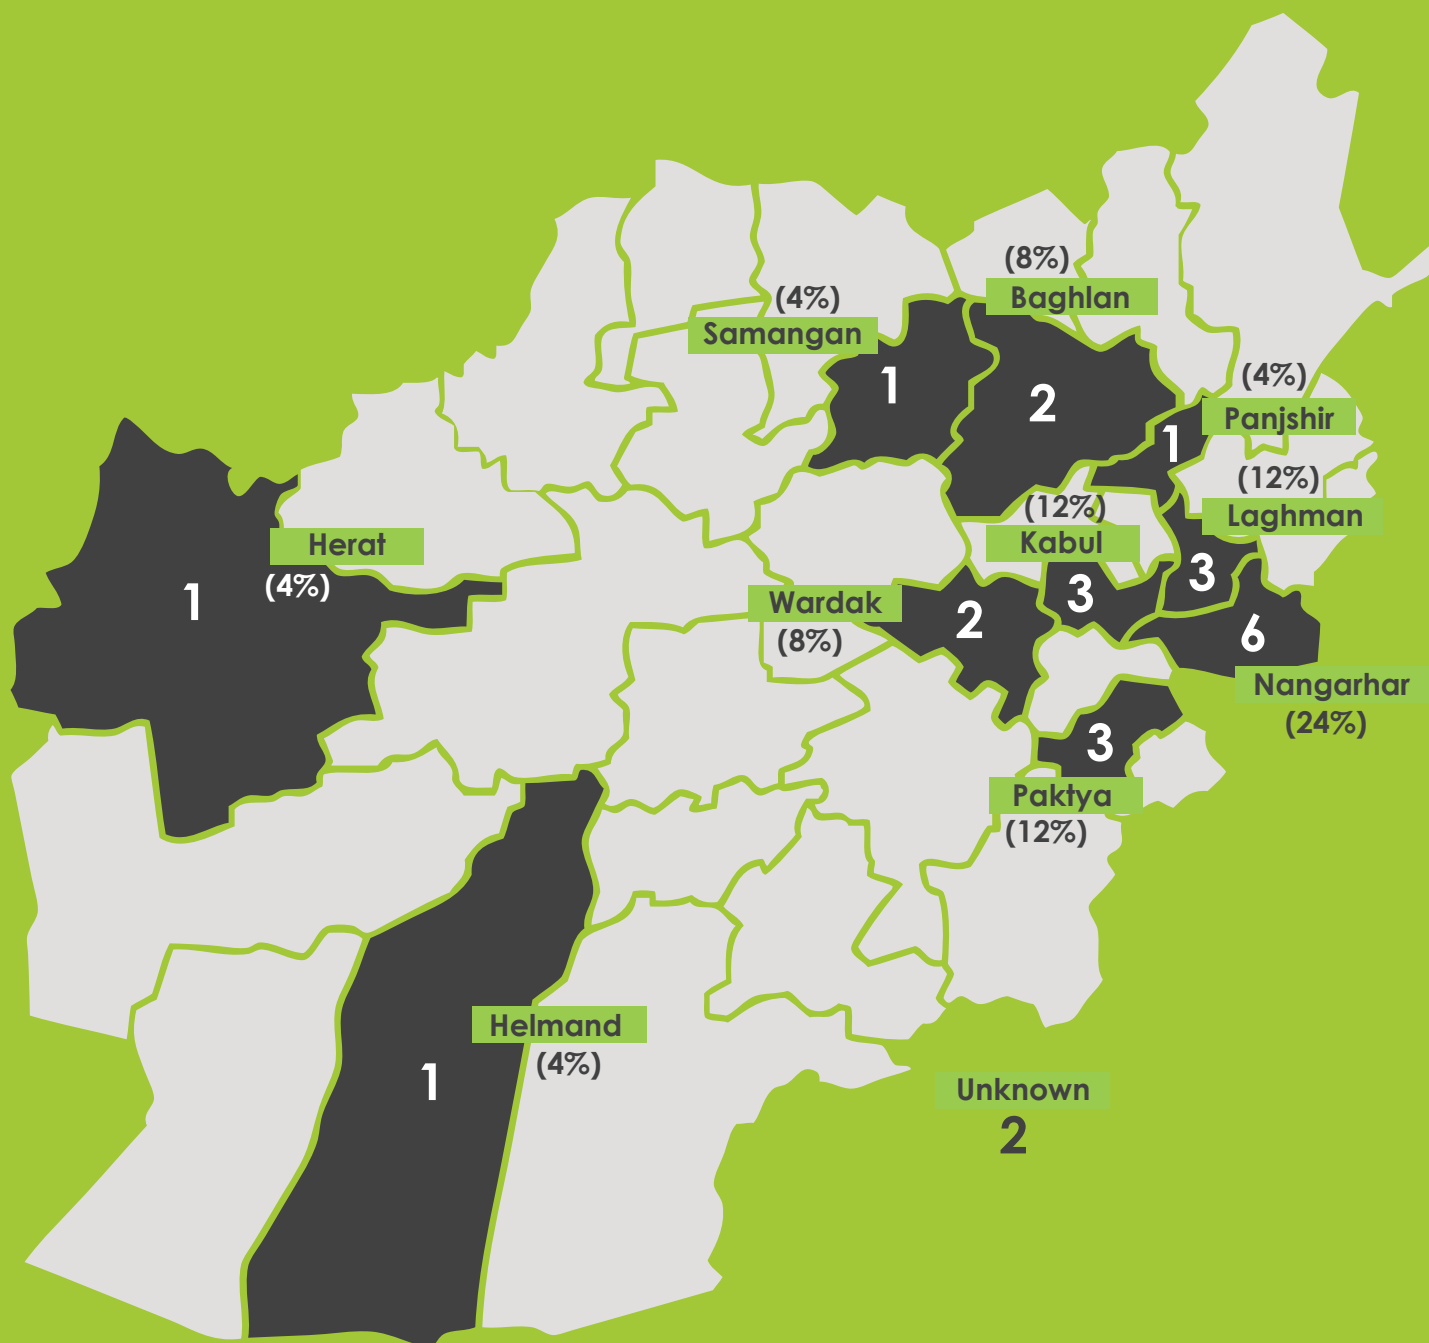 (8%)
Baghlan
2
(4%)
Samangan
1
(4%)
Panjshir
1
(12%)
Laghman
3
(12%)
Kabul
3
Herat
(4%)
1
Wardak
(8%)
2
6
Nangarhar
(24%)
3
Paktya
(12%)
Helmand
(4%)
1
Unknown
2